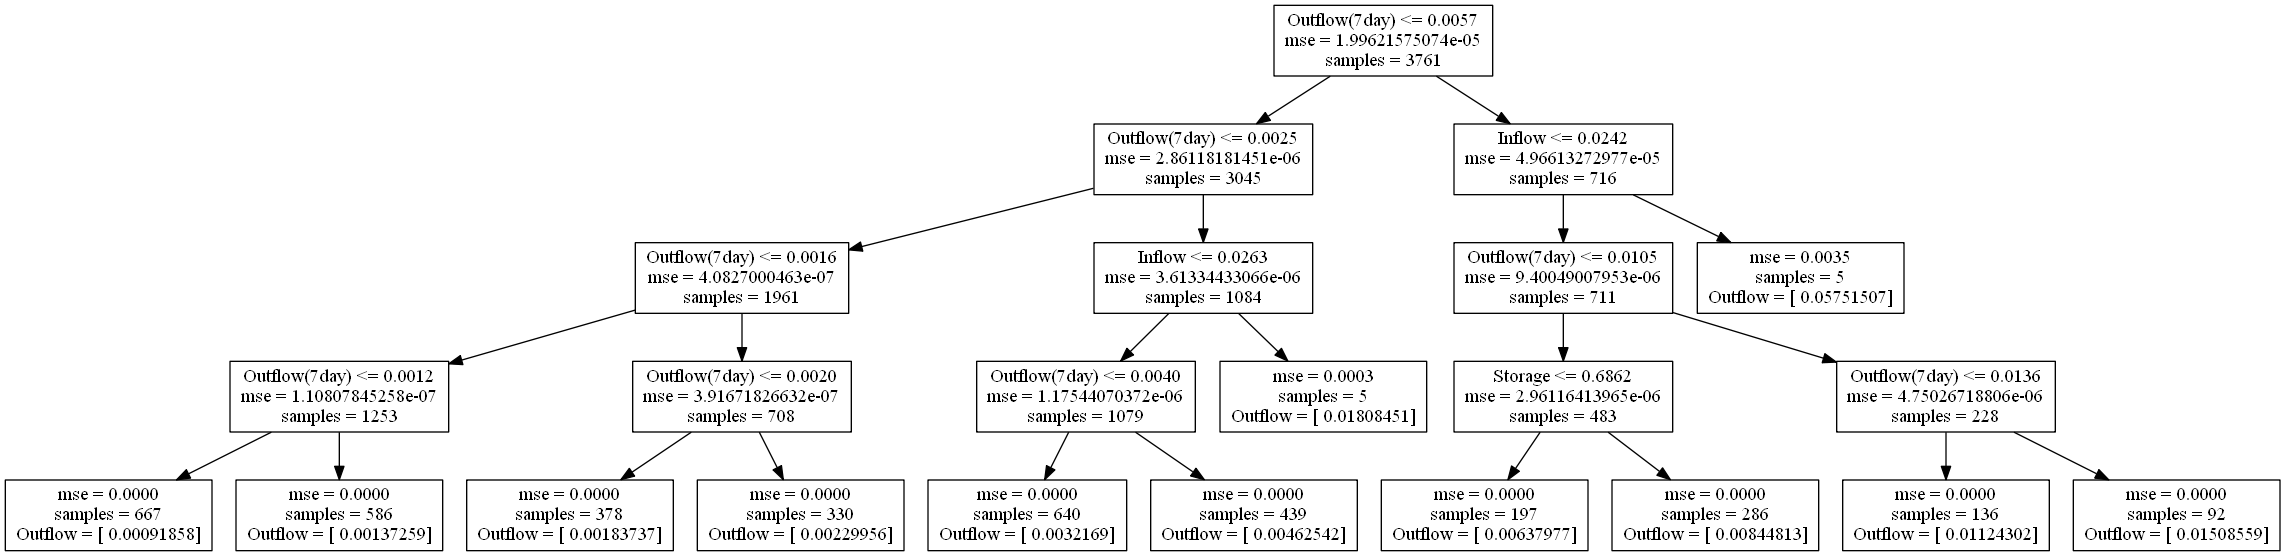 Outflow(7day) <= 0.0057
mse = 1.99621575074e-05
samples = 3761
Outflow(7day) <= 0.0025
mse = 2.86118181451e-06
samples = 3045
Inflow <= 0.0242
mse = 4.96613272977e-05
samples = 716
Outflow(7day) <= 0.0016
mse = 4.0827000463e-07
samples = 1961
Inflow <= 0.0263
mse = 3.61334433066e-06
samples = 1084
Outflow(7day) <= 0.0105
mse = 9.40049007953e-06
samples = 711
mse = 0.0035
samples = 5
Outflow = [ 0.05751507]
Outflow(7day) <= 0.0012
mse = 1.10807845258e-07
samples = 1253
Outflow(7day) <= 0.0020
mse = 3.91671826632e-07
samples = 708
Outflow(7day) <= 0.0040
mse = 1.17544070372e-06
samples = 1079
mse = 0.0003
samples = 5
Outflow = [ 0.01808451]
Storage <= 0.6862
mse = 2.96116413965e-06
samples = 483
Outflow(7day) <= 0.0136
mse = 4.75026718806e-06
samples = 228
mse = 0.0000
samples = 667
Outflow = [ 0.00091858]
mse = 0.0000
samples = 586
Outflow = [ 0.00137259]
mse = 0.0000
samples = 378
Outflow = [ 0.00183737]
mse = 0.0000
samples = 330
Outflow = [ 0.00229956]
mse = 0.0000
samples = 640
Outflow = [ 0.0032169]
mse = 0.0000
samples = 439
Outflow = [ 0.00462542]
mse = 0.0000
samples = 197
Outflow = [ 0.00637977]
mse = 0.0000
samples = 286
Outflow = [ 0.00844813]
mse = 0.0000
samples = 136
Outflow = [ 0.01124302]
mse = 0.0000
samples = 92
Outflow = [ 0.01508559]